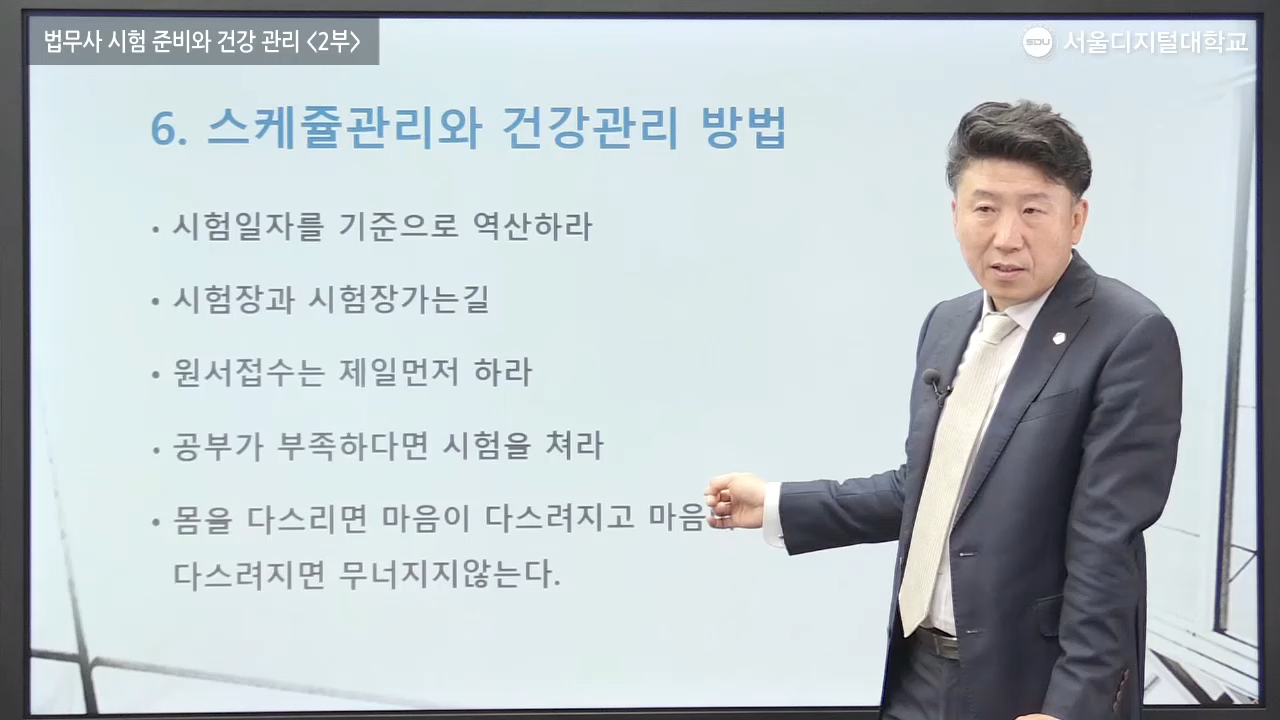 법무사 시험 준비와 건강 관리 <2부>
SDU 서울디지털대학교
6. 스케쥴관리와 건강관리 방법
• 시험일자를 기준으로 역산하라
• 시험장과 시험장가는길
• 원서접수는 제일먼저 하라
• 공부가 부족하다면 시험을 쳐라
• 몸을 다스리면 마음이 다스려지고
다스려지면 무너지지않는다.